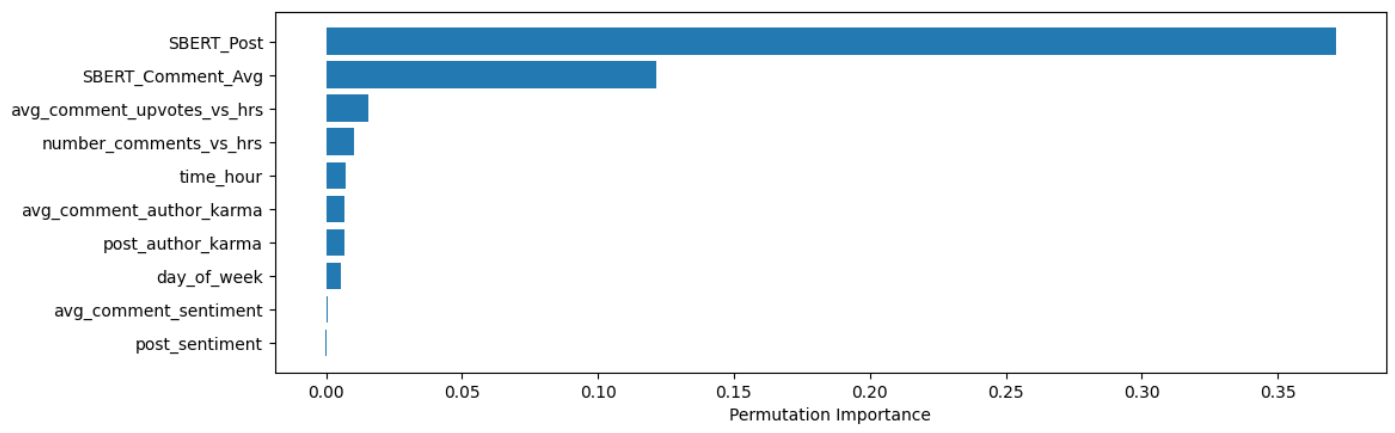 SBERT_Post
SBERT_Comment_Avg
avg_comment_upvotes_vs_hrs
number_comments_vs_hrs
time_hour
avg_comment_author_karma
post_author_karma
day_of_week
avg_comment_sentiment
post_sentiment
0.00 0.05 0.10 0.15 0.20 0.25 0.30 0.35
Permutation Importance